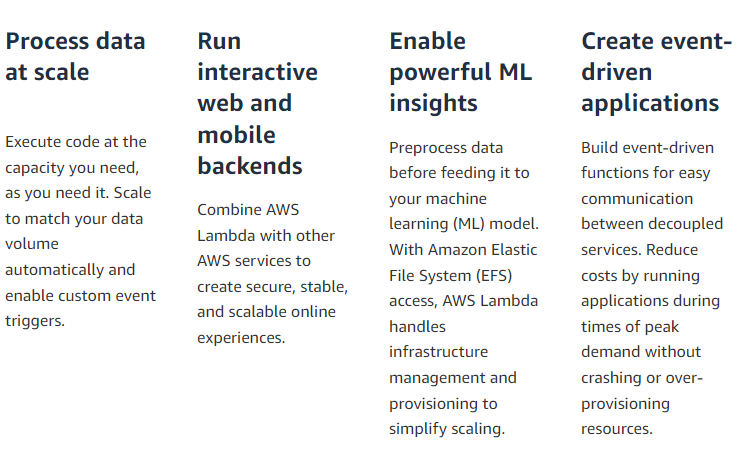 Process data
at scale
Execute code at the
capacity you need,
as you need it. Scale
to match your data
volume
automatically and
enable custom event
triggers.
Run
interactive
web and
mobile
backends
Combine AWS
Lambda with other
AWS services to
create secure, stable,
and scalable online
experiences.
Enable
powerful ML
insights
Preprocess data
before feeding it to
your machine
learning (ML) model.
With Amazon Elastic
File System (EFS)
access, AWS Lambda
handles
infrastructure
management and
provisioning to
simplify scaling.
Create event-
driven
applications
Build event-driven
functions for easy
communication
between decoupled
services. Reduce
costs by running
applications during
times of peak
demand without
crashing or over-
provisioning
resources.